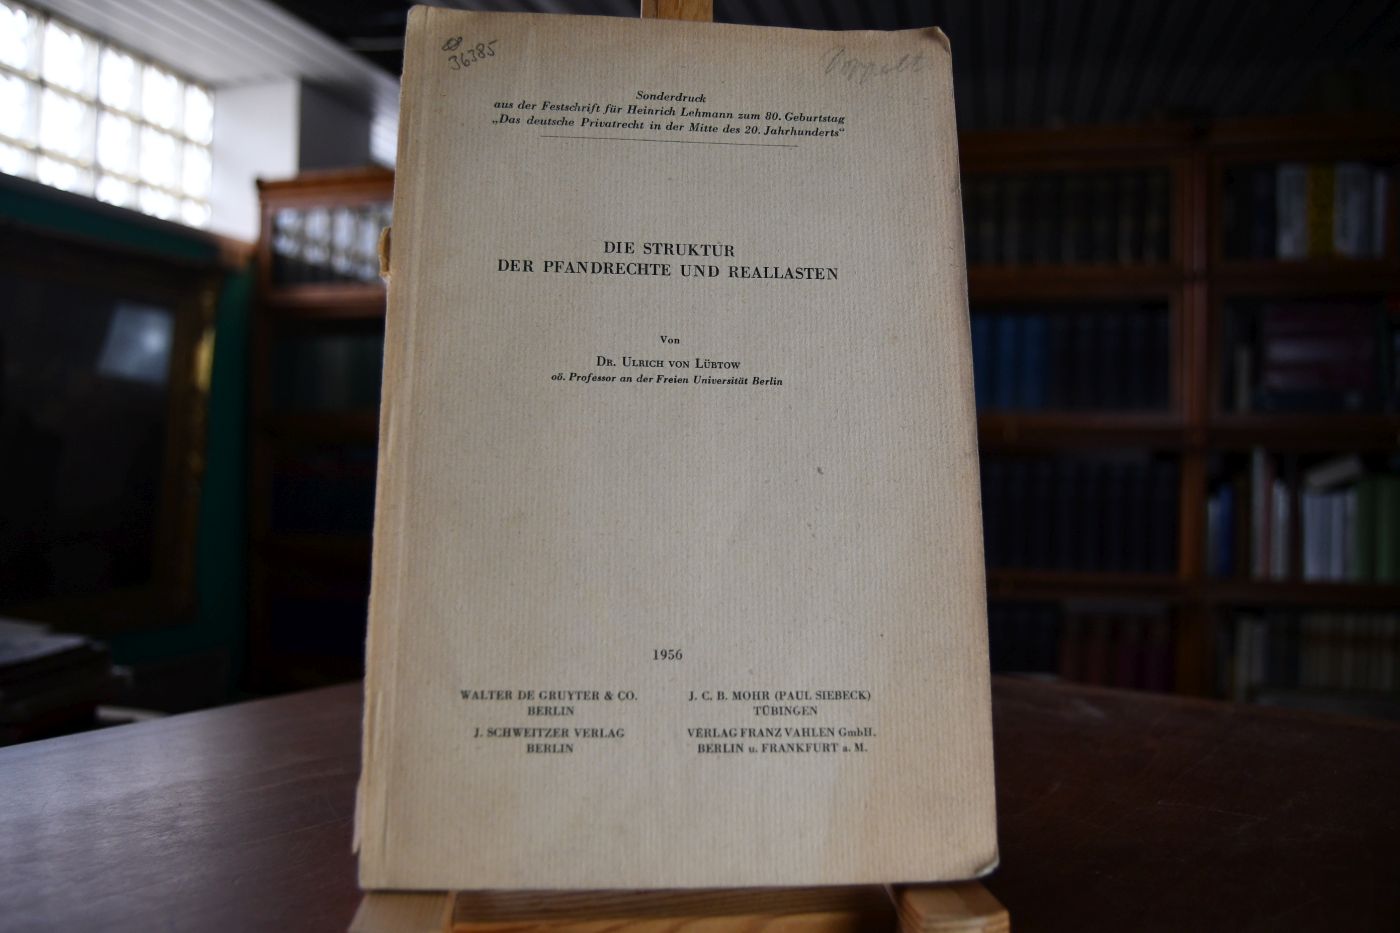 36385
Doppelt
Sonderdruck
aus der Festschrift für Heinrich Lehmann zum 80. Geburtstag
„Das deutsche Privatrecht in der Mitte des 20. Jahrhunderts“
DIE STRUKTUR
DER PFANDRECHTE UND REALLASTEN
Von
DR. ULRICH VON LÜBTOW
oö. Professor an der Freien Universität Berlin
1956
WALTER DE GRUYTER & CO.
BERLIN
J. SCHWEITZER VERLAG
BERLIN
J. C. B. MOHR (PAUL SIEBECK)
TÜBINGEN
VERLAG FRANZ VAHLEN GmbH.
BERLIN u. FRANKFURT a. M.